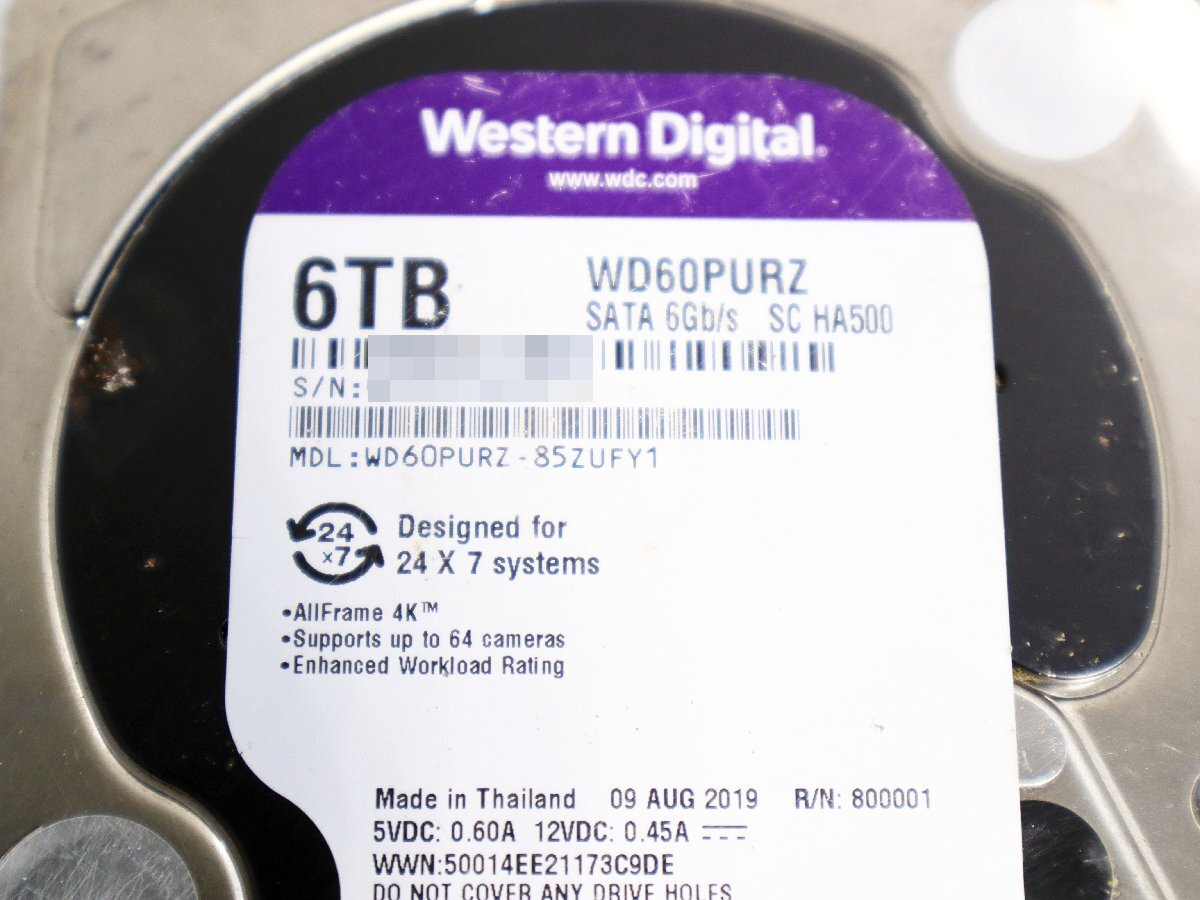 Western Digital®
www.wdc.com
6TB
WD60PURZ
SATA 6Gb/s SC HA500
S/N:
MDL:WD60PURZ-85ZUFY1
24
x7
Designed for
24 X 7 systems
•AllFrame 4K™
•Supports up to 64 cameras
•Enhanced Workload Rating
Made in Thailand 09 AUG 2019 R/N: 800001
5VDC: 0.60A 12VDC: 0.45A
WWN:50014EE21173C9DE
DO NOT COVER ANY DRIVE HOLES